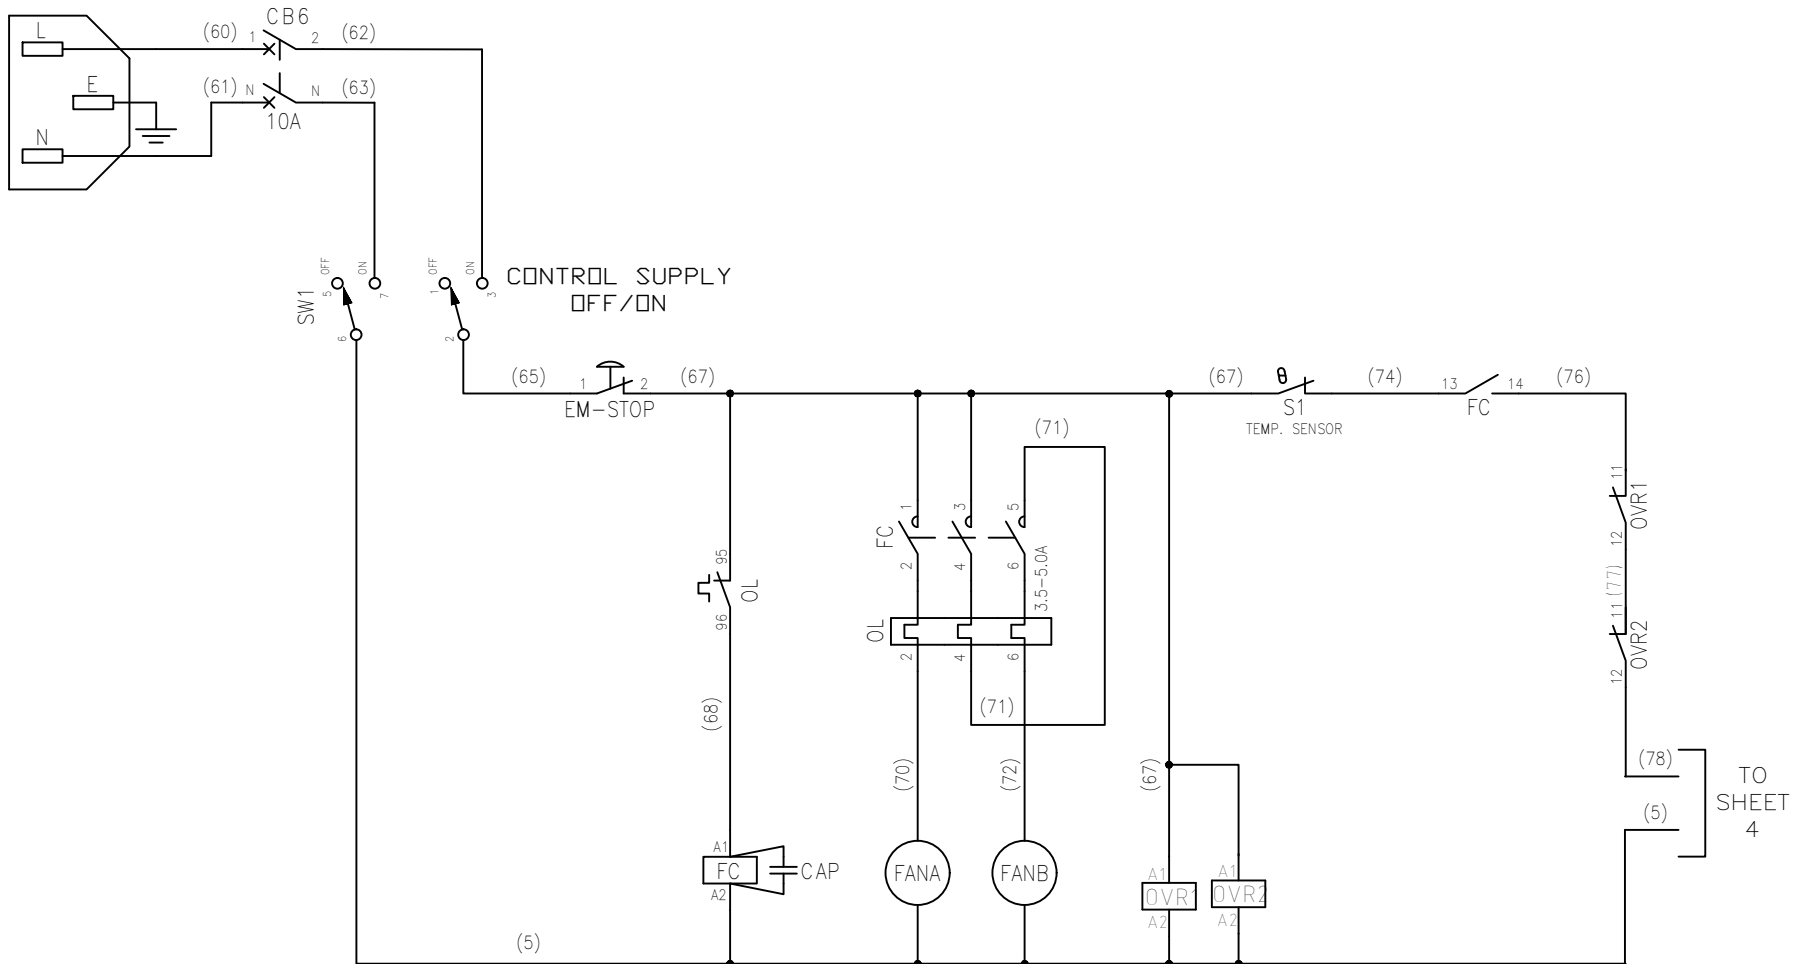 L
E
N
(60)
1
CB6
2
(62)
(61)
N
N
(63)
10A
SW1
OFF
5
ON
7
6
OFF
1
ON
3
2
CONTROL SUPPLY
OFF/ON
(65)
1
2
EM-STOP
(67)
(67)
θ
S1
TEMP. SENSOR
(74)
13
14
FC
(76)
(71)
95
OL
96
(68)
A1
FC
A2
CAP
FC
1
3
5
2
4
6
3.5-5.0A
OL
2
4
6
(71)
(70)
(72)
FANA
FANB
(67)
A1
OVR1
A2
A1
OVR2
A2
11
OVR1
12
(77)
11
OVR2
12
(78)
(5)
TO
SHEET
4
(5)